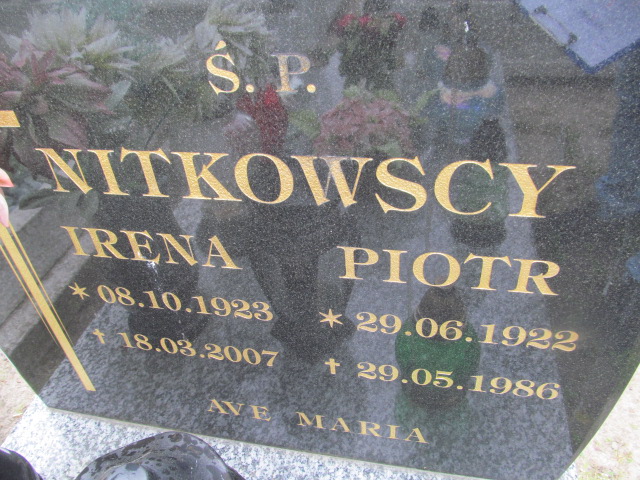 Ś. P.
NITKOWSCY
IRENA PIOTR
* 08.10.1923 * 29.06.1922
† 18.03.2007 † 29.05.1986
AVE MARIA